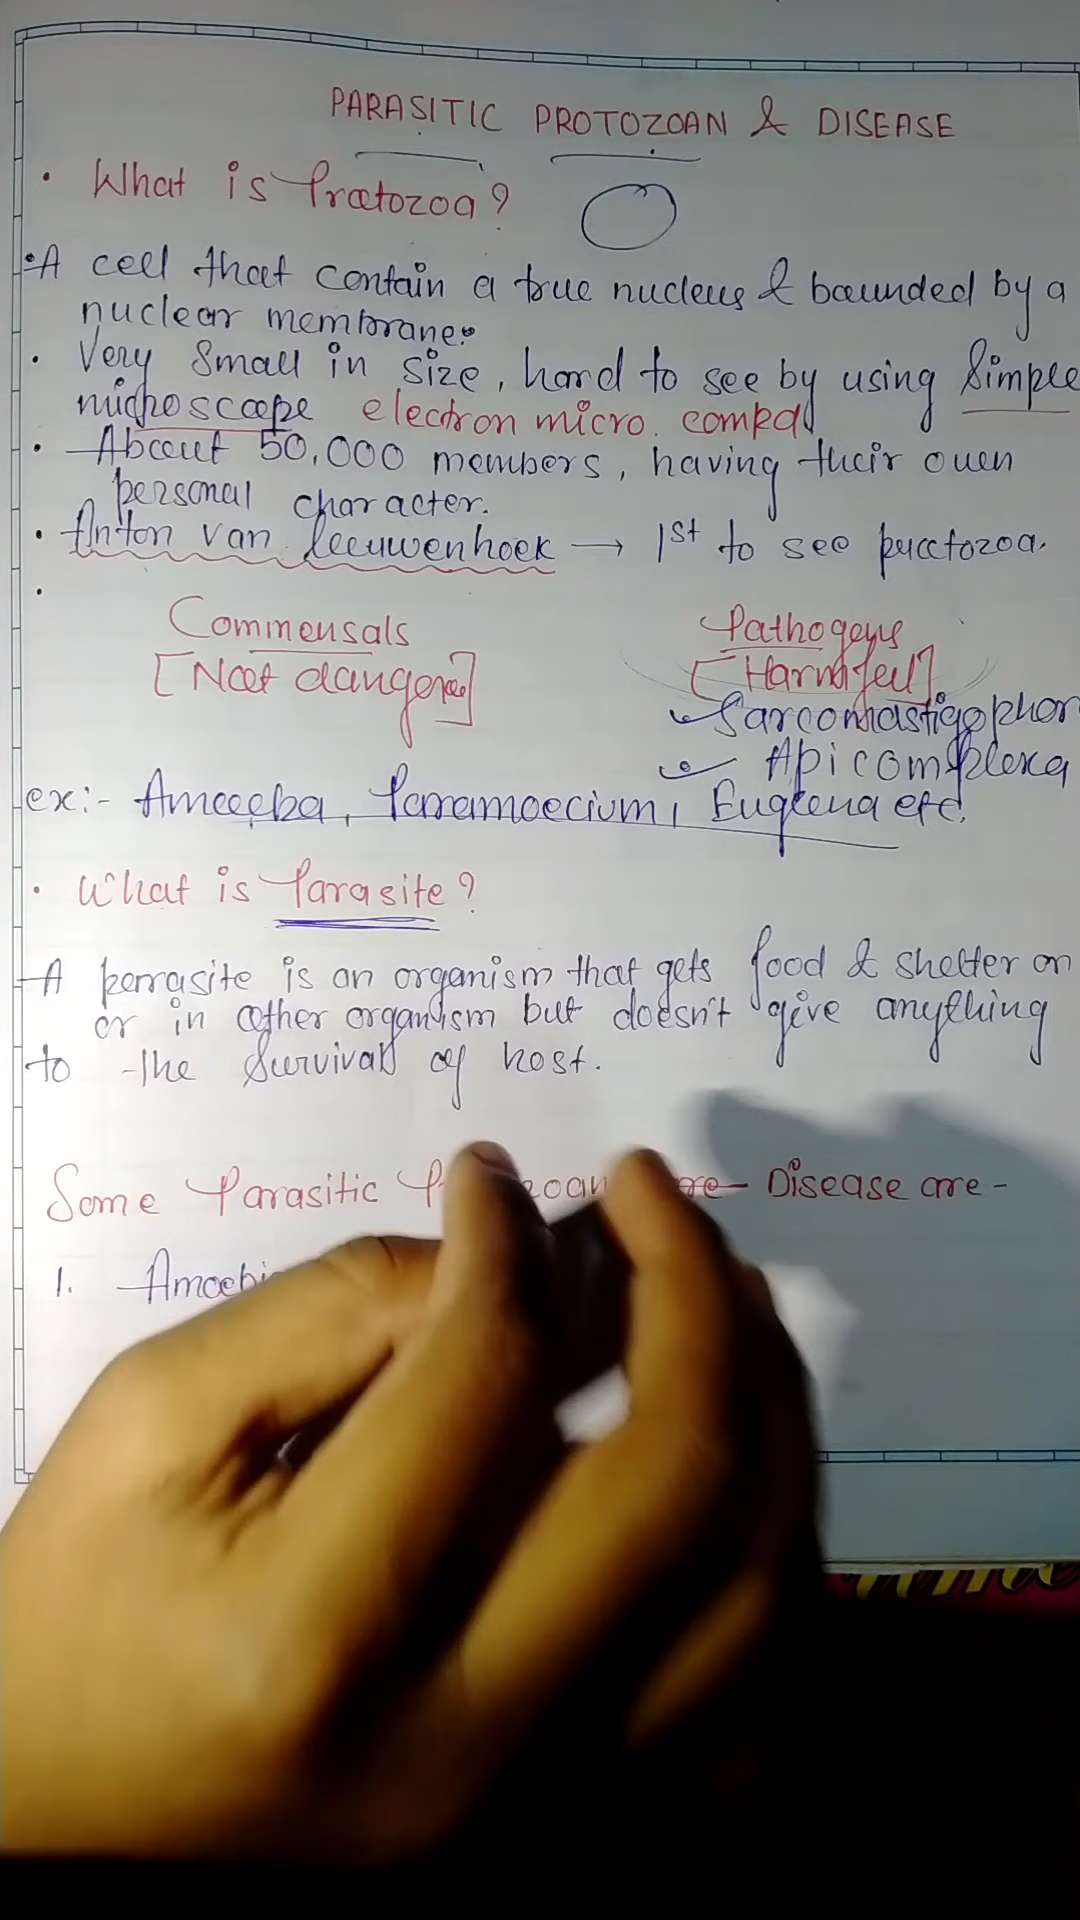 PARASITIC PROTOZOAN & DISEASE
• What is Protozoa?
• A cell that contain a true nucleus & bounded by a
nuclear membrane.
• Very small in size, hard to see by using simple
microscope electron micro. compd
• About 50,000 members, having their own
personal character.
• Anton van leeuwenhoek → 1st to see protozoa.
Commensals Pathogens
[Not dangerous] [Harmful]
Sarcomastigophor
Apicomplexa
ex:- Amoeba, Paramoecium, Euglena etc.
• What is Parasite?
A parasite is an organism that gets food & shelter on
or in other organism but doesn't give anything
to the survival of host.
Some Parasitic Disease are -
1.